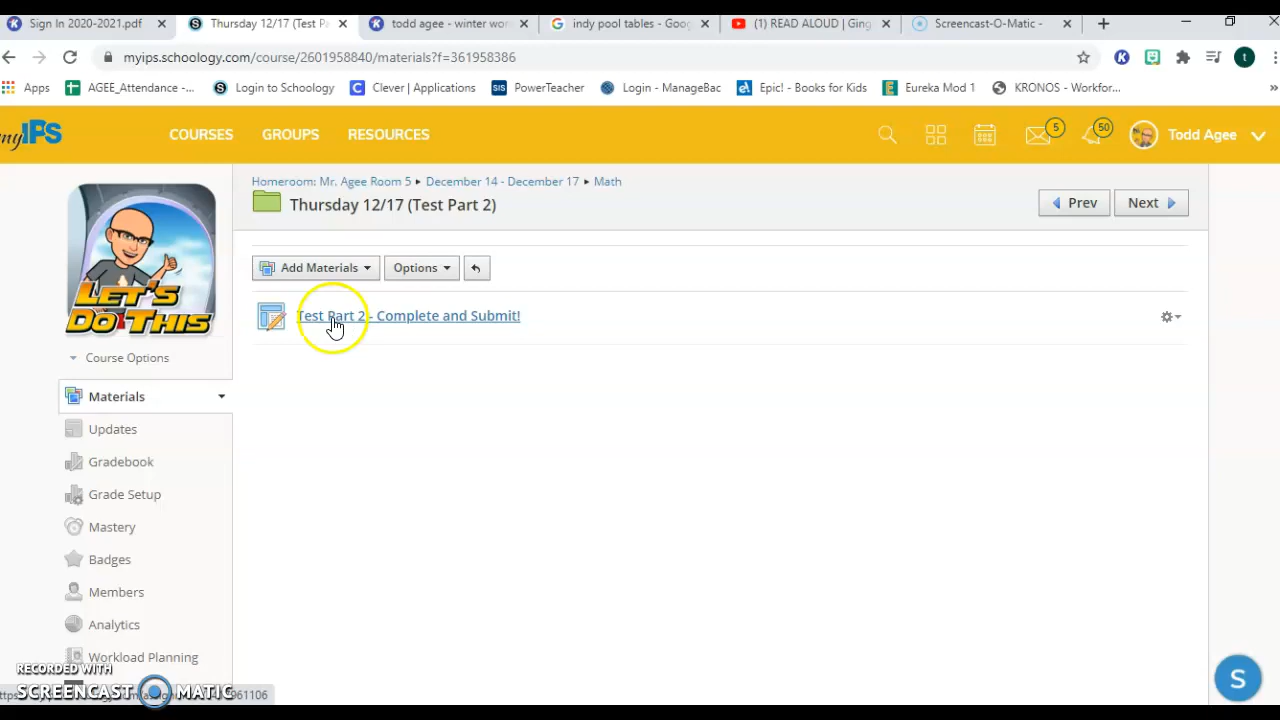 Sign In 2020-2021.pdf
Thursday 12/17 (Test P
todd agee - winter wor
indy pool tables - Goog
(1) READ ALOUD | Ging
Screencast-O-Matic -
myips.schoology.com/course/2601958840/materials?f=361958386
Apps
AGEE_Attendance -...
Login to Schoology
Clever | Applications
PowerTeacher
Login - ManageBac
Epic! - Books for Kids
Eureka Mod 1
KRONOS - Workfor...
myIPS
COURSES
GROUPS
RESOURCES
5
50
Todd Agee
Homeroom: Mr. Agee Room 5 ▸ December 14 - December 17 ▸ Math
Thursday 12/17 (Test Part 2)
Prev
Next
LET'S DO THIS
Add Materials
Options
Test Part 2 - Complete and Submit!
Course Options
Materials
Updates
Gradebook
Grade Setup
Mastery
Badges
Members
Analytics
Workload Planning
RECORDED WITH
SCREENCAST MATIC
961106
S